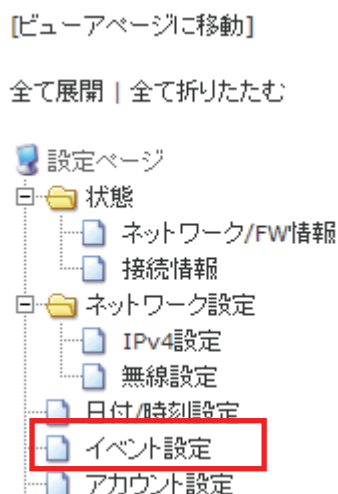 [ビューアページに移動]
全て展開 | 全て折りたたむ
設定ページ
状態
ネットワーク/FW情報
接続情報
ネットワーク設定
IPv4設定
無線設定
日付/時刻設定
イベント設定
アカウント設定